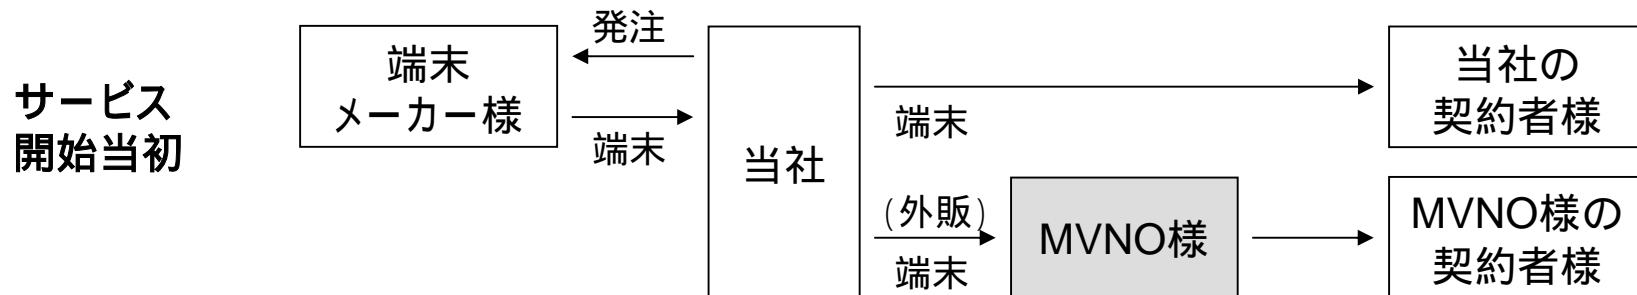 サービス
開始当初
端末
メーカー様
発注
端末
当社
端末
(外販)
端末
MVNO様
当社の
契約者様
MVNO様の
契約者様